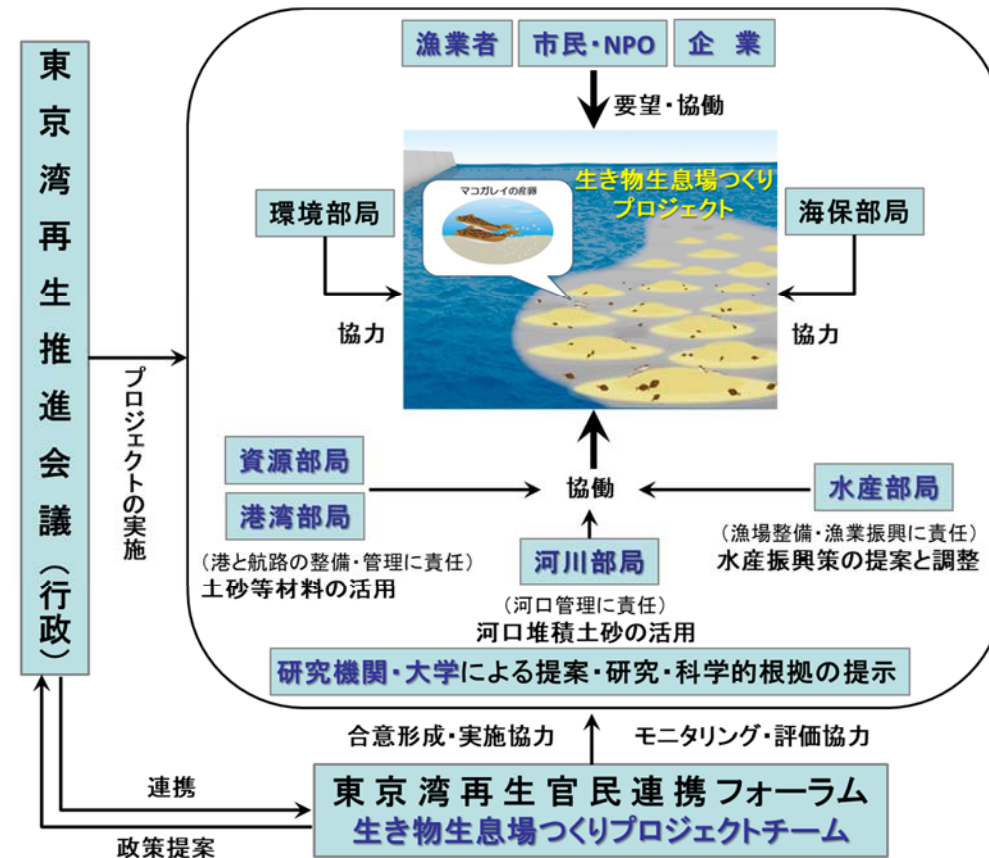 東京湾再生推進会議（行政）
プロジェクトの実施
漁業者
市民・NPO
企 業
要望・協働
生き物生息場つくり
プロジェクト
マコガレイの産卵
環境部局
協力
海保部局
協力
資源部局
港湾部局
（港と航路の整備・管理に責任）
土砂等材料の活用
協働
河川部局
（河口管理に責任）
河口堆積土砂の活用
水産部局
（漁場整備・漁業振興に責任）
水産振興策の提案と調整
研究機関・大学による提案・研究・科学的根拠の提示
合意形成・実施協力
モニタリング・評価協力
連携
政策提案
東京湾再生官民連携フォーラム
生き物生息場つくりプロジェクトチーム